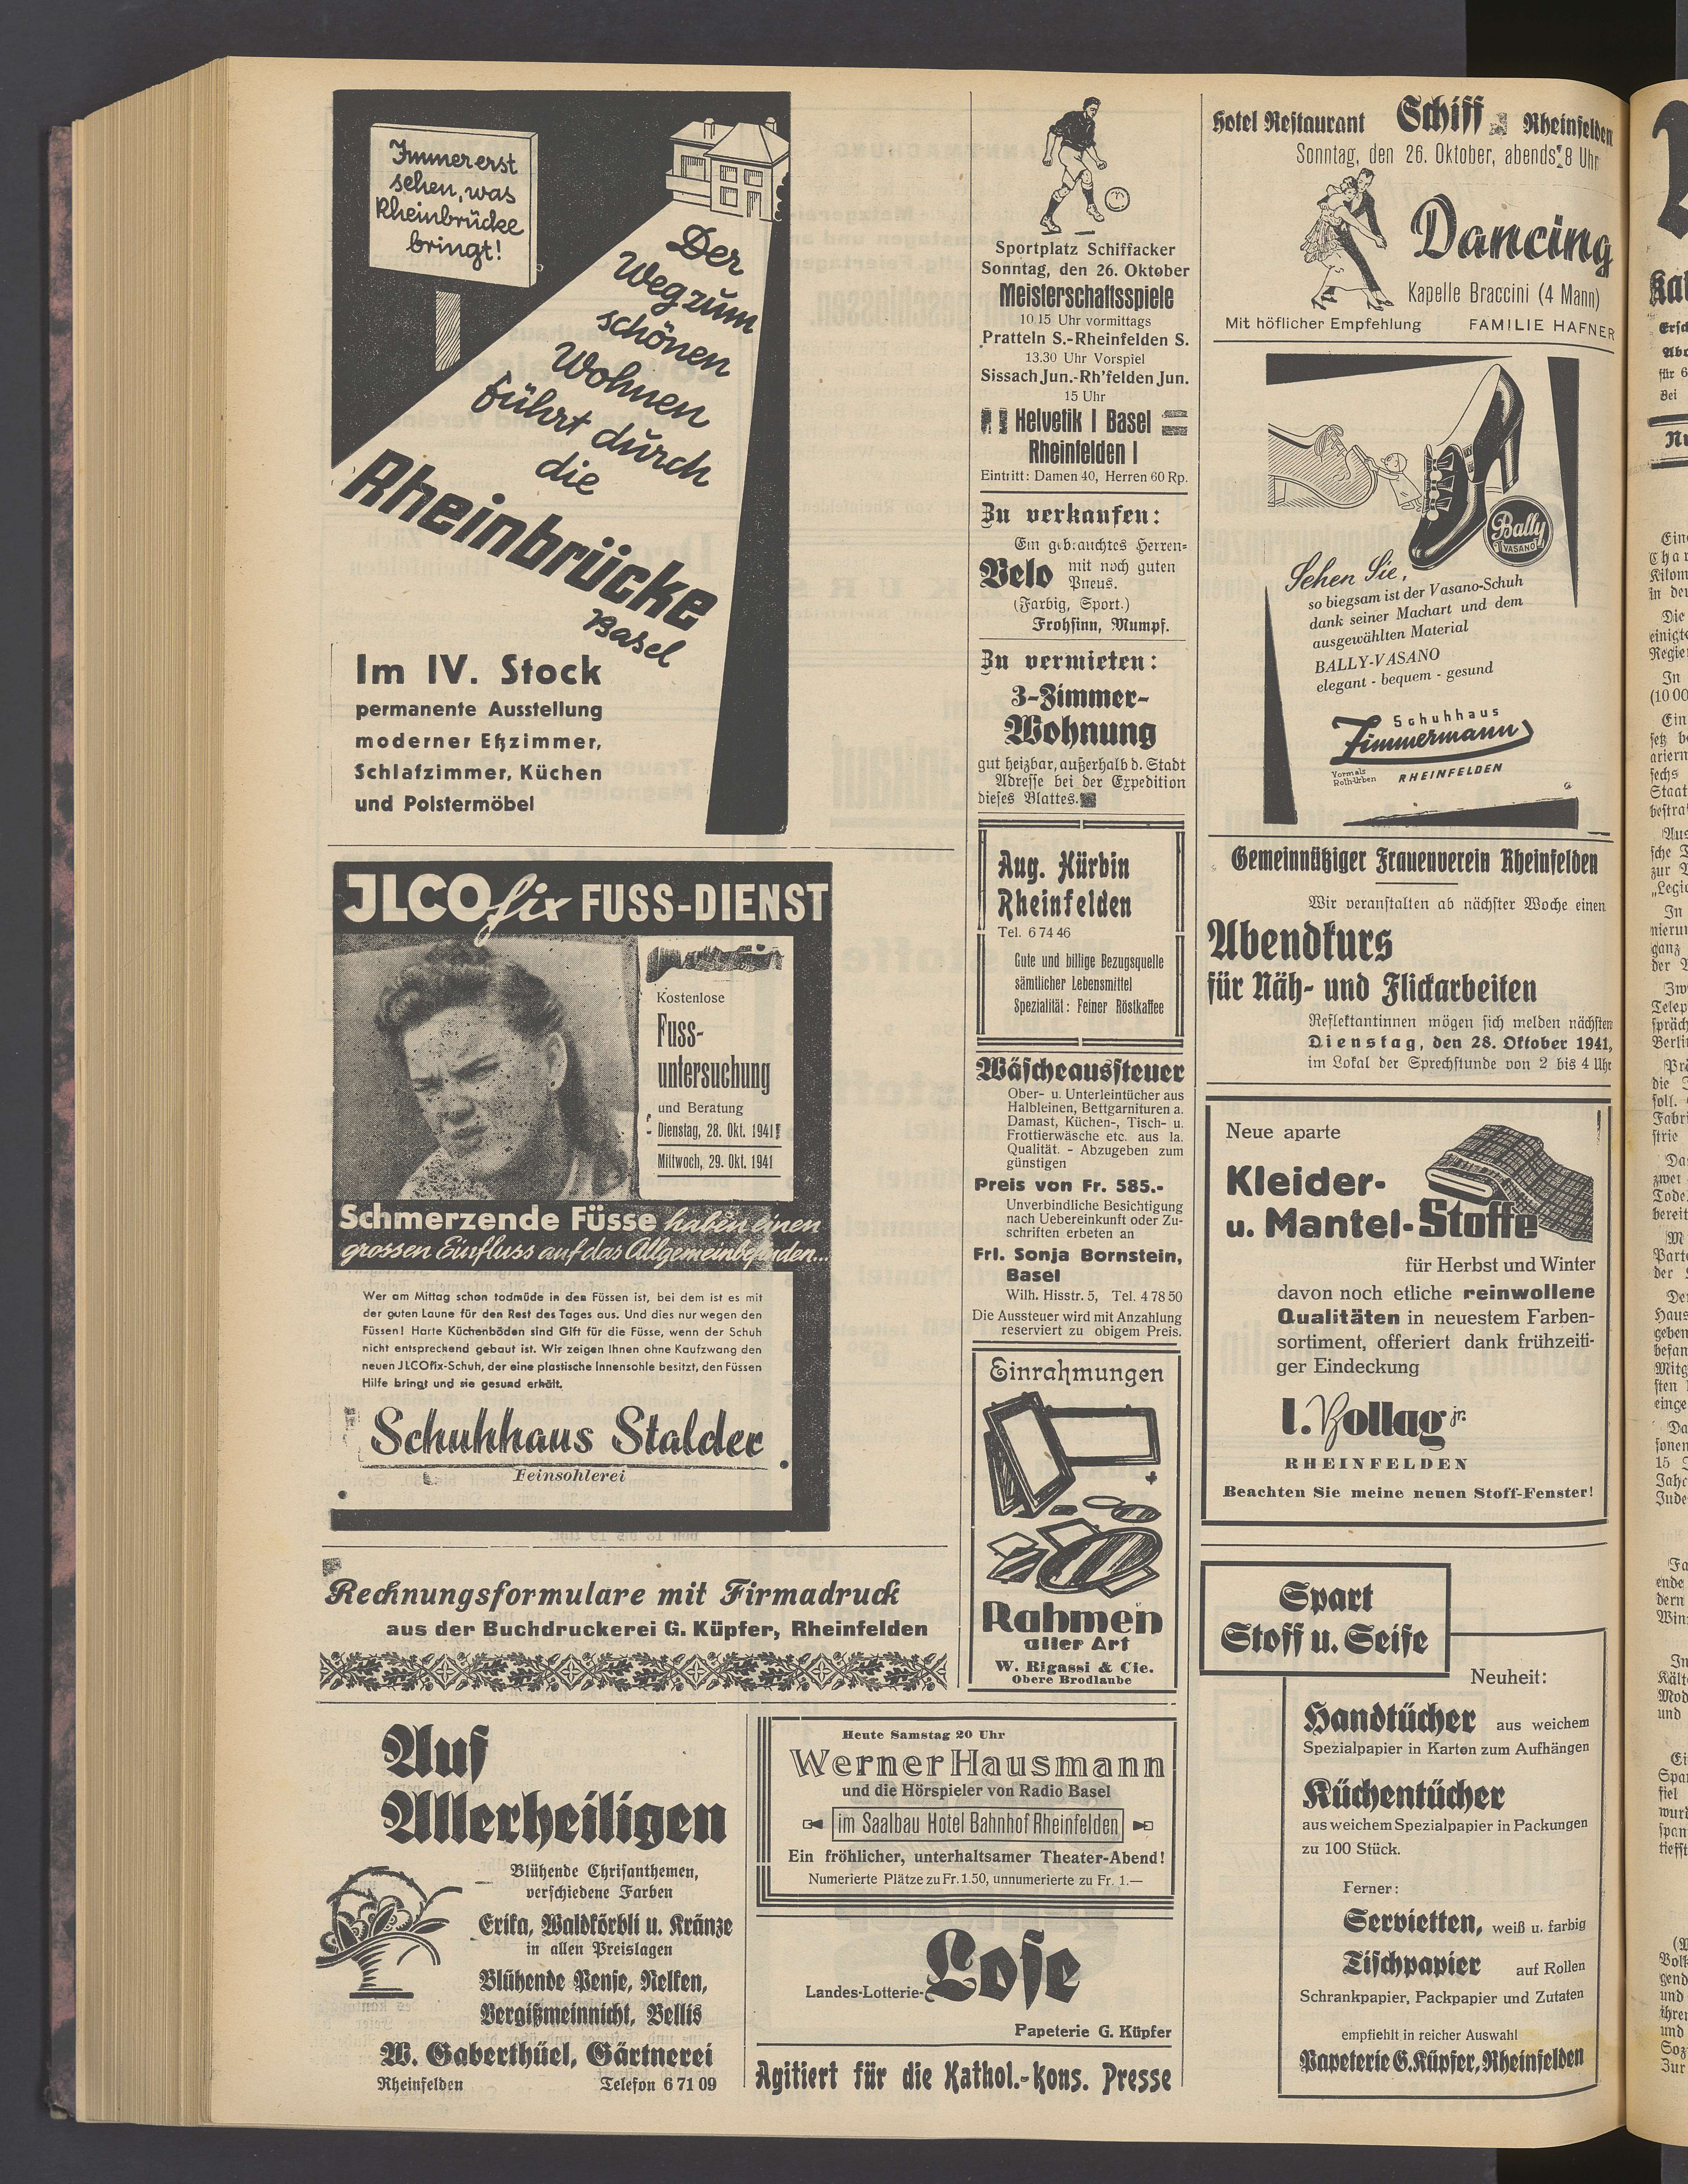 Immer erst
sehen, was
Rheinbrücke
bringt!
Der
Weg zum
schönen
Wohnen
führt durch
die
Rheinbrücke
Basel
Im IV. Stock
permanente Ausstellung
moderner Eßzimmer,
Schlafzimmer, Küchen
und Polstermöbel
JLCO fix FUSS-DIENST
Kostenlose
Fuss-
untersuchung
und Beratung
Dienstag, 28. Okt. 1941
Mittwoch, 29. Okt. 1941
Schmerzende Füsse haben einen
grossen Einfluss auf das Allgemeinbefinden...
Wer am Mittag schon todmüde in den Füssen ist, bei dem ist es mit
der guten Laune für den Rest des Tages aus. Und dies nur wegen den
Füssen! Harte Küchenböden sind Gift für die Füsse, wenn der Schuh
nicht entsprechend gebaut ist. Wir zeigen Ihnen ohne Kaufzwang den
neuen JLCOfix-Schuh, der eine plastische Innensohle besitzt, den Füssen
Hilfe bringt und sie gesund erhält.
Schuhhaus Stalder
Feinsohlerei
Rechnungsformulare mit Firmadruck
aus der Buchdruckerei G. Küpfer, Rheinfelden
Auf
Allerheiligen
Blühende Chrisanthemen,
verschiedene Farben
Erika, Waldkörbli u. Kränze
in allen Preislagen
Blühende Pense, Nelken,
Vergißmeinnicht, Bellis
W. Gaberthüel, Gärtnerei
Rheinfelden Telefon 6 71 09
Sportplatz Schiffacker
Sonntag, den 26. Oktober
Meisterschaftsspiele
10.15 Uhr vormittags
Pratteln S.-Rheinfelden S.
13.30 Uhr Vorspiel
Sissach Jun.-Rh'felden Jun.
15 Uhr
Helvetik I Basel
Rheinfelden I
Eintritt: Damen 40, Herren 60 Rp.
Zu verkaufen:
Ein gebrauchtes Herren-
Velo mit noch guten
Pneus.
(Farbig, Sport.)
Frohsinn, Mumpf.
Zu vermieten:
3-Zimmer-
Wohnung
gut heizbar, außerhalb d. Stadt
Adresse bei der Expedition
dieses Blattes.
Aug. Kürbin
Rheinfelden
Tel. 6 74 46
Gute und billige Bezugsquelle
sämtlicher Lebensmittel
Spezialität: Feiner Röstkaffee
Wäscheaussteuer
Ober- u. Unterleintücher aus
Halbleinen, Bettgarnituren a.
Damast, Küchen-, Tisch- u.
Frottierwäsche etc. aus Ia.
Qualität. - Abzugeben zum
günstigen
Preis von Fr. 585.-
Unverbindliche Besichtigung
nach Uebereinkunft oder Zu-
schriften erbeten an
Frl. Sonja Bornstein,
Basel
Wilh. Hisstr. 5, Tel. 4 78 50
Die Aussteuer wird mit Anzahlung
reserviert zu obigem Preis.
Einrahmungen
Rahmen
aller Art
W. Rigassi & Cie.
Obere Brodlaube
Heute Samstag 20 Uhr
Werner Hausmann
und die Hörspieler von Radio Basel
im Saalbau Hotel Bahnhof Rheinfelden
Ein fröhlicher, unterhaltsamer Theater-Abend!
Numerierte Plätze zu Fr. 1.50, unnumerierte zu Fr. 1.—
Landes-Lotterie-Lose
Papeterie G. Küpfer
Agitiert für die Kathol.-kons. Presse
Hotel Restaurant Schiff Rheinfelden
Sonntag, den 26. Oktober, abends 8 Uhr
Dancing
Kapelle Braccini (4 Mann)
Mit höflicher Empfehlung FAMILIE HAFNER
Bally
VASANO
Sehen Sie,
so biegsam ist der Vasano-Schuh
dank seiner Machart und dem
ausgewählten Material
BALLY-VASANO
elegant - bequem - gesund
Schuhhaus
Zimmermann
Vormals
Roth-Urben RHEINFELDEN
Gemeinnütziger Frauenverein Rheinfelden
Wir veranstalten ab nächster Woche einen
Abendkurs
für Näh- und Flickarbeiten
Reflektantinnen mögen sich melden nächsten
Dienstag, den 28. Oktober 1941,
im Lokal der Sprechstunde von 2 bis 4 Uhr
Neue aparte
Kleider-
u. Mantel-Stoffe
für Herbst und Winter
davon noch etliche reinwollene
Qualitäten in neuestem Farben-
sortiment, offeriert dank frühzeiti-
ger Eindeckung
I. Bollag jr.
RHEINFELDEN
Beachten Sie meine neuen Stoff-Fenster!
Spart
Stoff u. Seife
Neuheit:
Handtücher aus weichem
Spezialpapier in Karton zum Aufhängen
Küchentücher
aus weichem Spezialpapier in Packungen
zu 100 Stück.
Ferner:
Servietten, weiß u. farbig
Tischpapier auf Rollen
Schrankpapier, Packpapier und Zutaten
empfiehlt in reicher Auswahl
Papeterie G. Küpfer, Rheinfelden